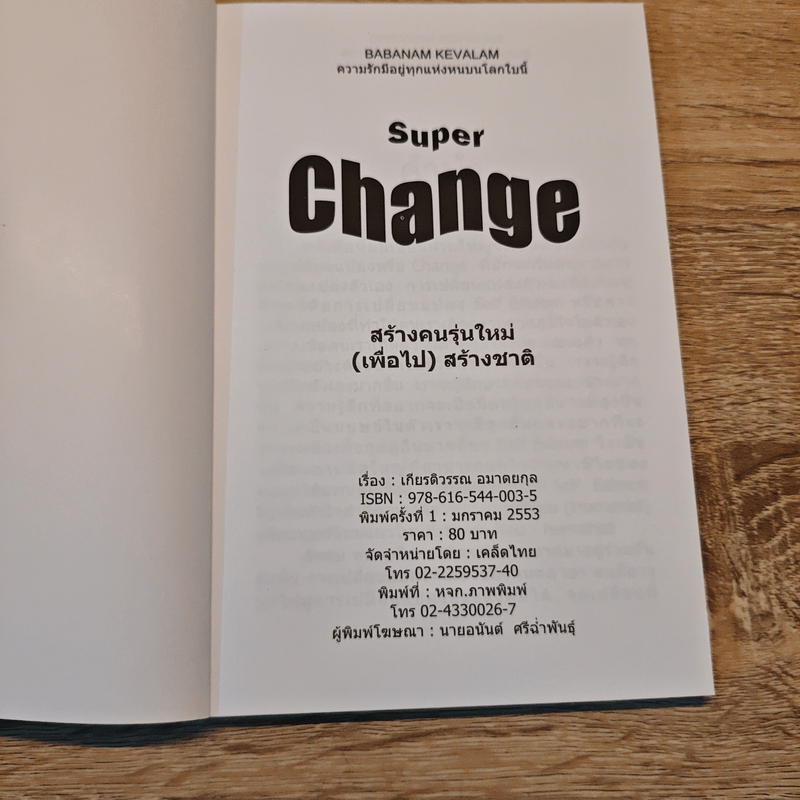 BABANAM KEVALAM
ความรักมีอยู่ทุกแห่งหนบนโลกใบนี้
Super
Change
สร้างคนรุ่นใหม่
(เพื่อไป) สร้างชาติ
เรื่อง : เกียรติวรรณ อมาตยกุล
ISBN : 978-616-544-003-5
พิมพ์ครั้งที่ 1 : มกราคม 2553
ราคา : 80 บาท
จัดจำหน่ายโดย : เคล็ดไทย
โทร 02-2259537-40
พิมพ์ที่ : หจก.ภาพพิมพ์
โทร 02-4330026-7
ผู้พิมพ์โฆษณา : นายอนันต์ ศรีฉ่ำพันธุ์